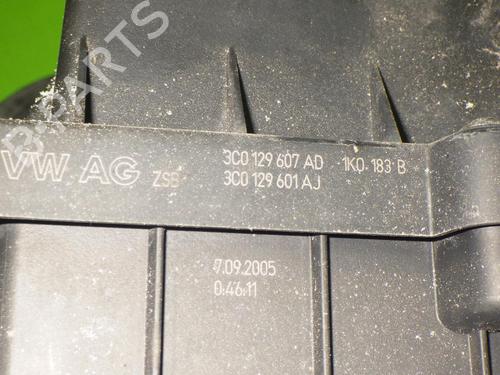 B-PARTS
3C0 129 607 AD 1K0 183 B
VW AG ZSB 3C0 129 601 AJ
7.09.2005
0:46:11